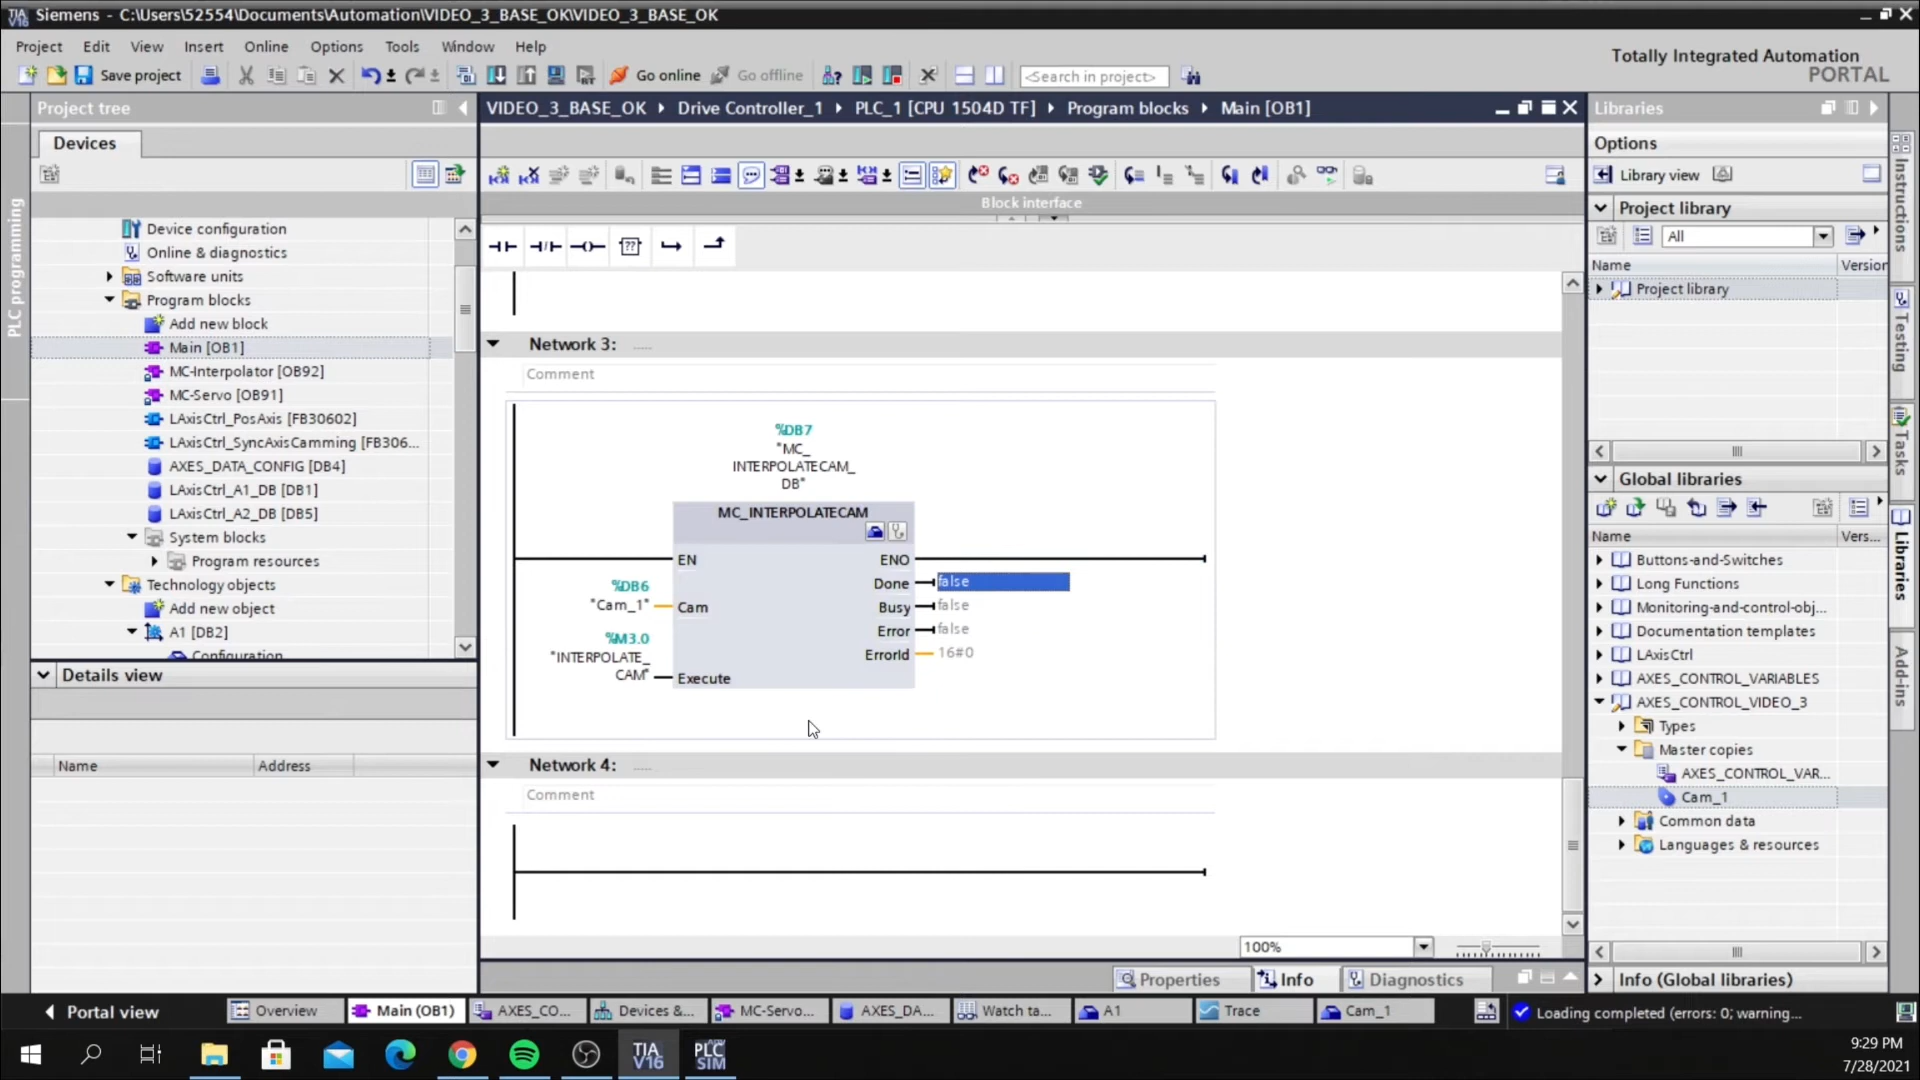 Siemens - C:\Users\52554\Documents\Automation\VIDEO_3_BASE_OK\VIDEO_3_BASE_OK
Project Edit View Insert Online Options Tools Window Help
Totally Integrated Automation
PORTAL
Save project
Go online
Go offline
<Search in project>
Project tree
VIDEO_3_BASE_OK Drive Controller_1 PLC_1 [CPU 1504D TF] Program blocks Main [OB1]
Libraries
Devices
Options
Library view
Block interface
Project library
All
Name
Version
Project library
PLC programming
Device configuration
Online & diagnostics
Software units
Program blocks
Add new block
Main [OB1]
MC-Interpolator [OB92]
MC-Servo [OB91]
LAxisCtrl_PosAxis [FB30602]
LAxisCtrl_SyncAxisCamming [FB306...
AXES_DATA_CONFIG [DB4]
LAxisCtrl_A1_DB [DB1]
LAxisCtrl_A2_DB [DB5]
System blocks
Program resources
Technology objects
Add new object
A1 [DB2]
Configuration
Details view
Name
Address
??
Network 3: .....
Comment
%DB7
"MC_
INTERPOLATECAM_
DB"
MC_INTERPOLATECAM
EN
ENO
%DB6
"Cam_1"
Cam
%M3.0
"INTERPOLATE_
CAM"
Execute
Done
false
Busy
false
Error
false
ErrorId
16#0
Network 4: .....
Comment
100%
Properties
Info
Diagnostics
Global libraries
Name
Vers...
Buttons-and-Switches
Long Functions
Monitoring-and-control-obj...
Documentation templates
LAxisCtrl
AXES_CONTROL_VARIABLES
AXES_CONTROL_VIDEO_3
Types
Master copies
AXES_CONTROL_VAR...
Cam_1
Common data
Languages & resources
Info (Global libraries)
Instructions
Testing
Tasks
Libraries
Add-ins
Portal view
Overview
Main (OB1)
AXES_CO...
Devices &...
MC-Servo...
AXES_DA...
Watch ta...
A1
Trace
Cam_1
Loading completed (errors: 0; warning...
TIA
V16
PLC
SIM
9:29 PM
7/28/2021